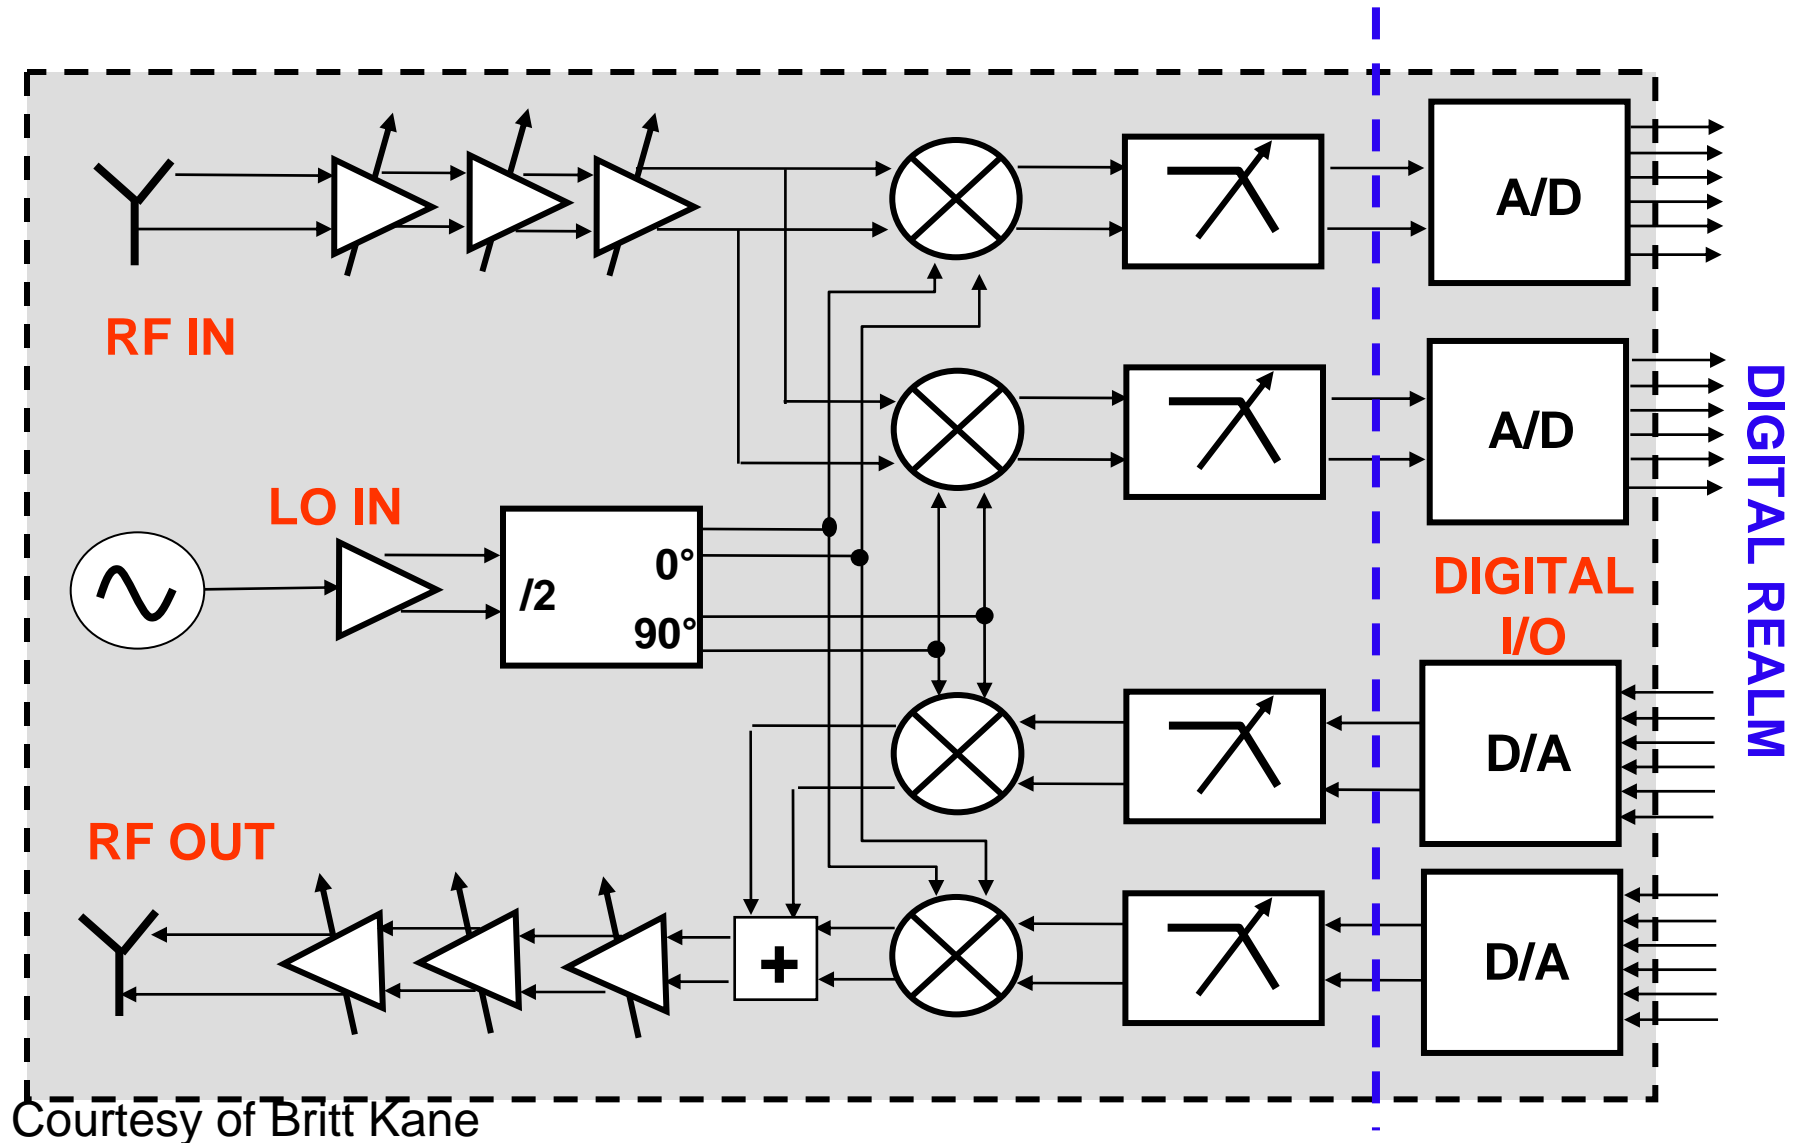 A/D
RF IN
A/D
DIGITAL REALM
LO IN
0°
/2
90°
DIGITAL
I/O
D/A
RF OUT
+
D/A
Courtesy of Britt Kane